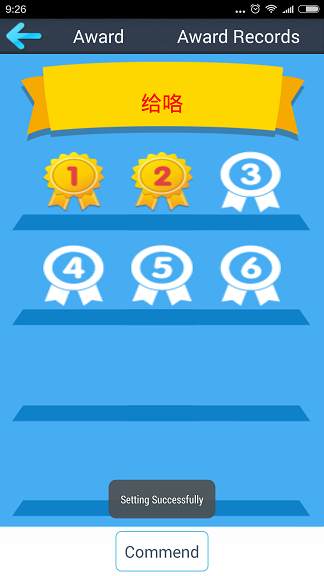 9:26
Award
Award Records
给咯
1 2 3
4 5 6
Setting Successfully
Commend